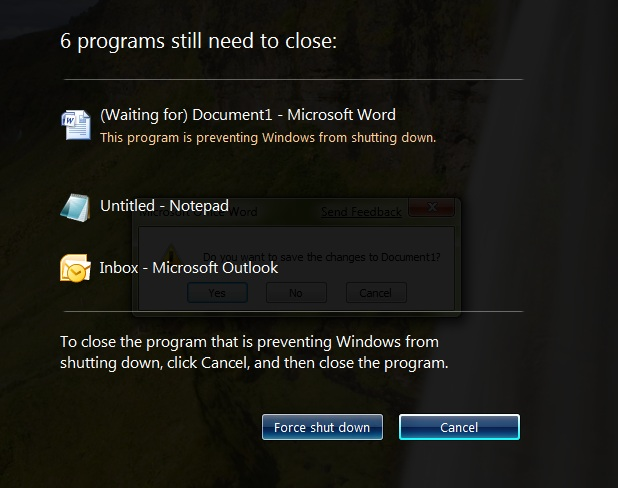 6 programs still need to close:
(Waiting for) Document1 - Microsoft Word
This program is preventing Windows from shutting down.
Untitled - Notepad
Microsoft Office Word
Send Feedback
Do you want to save the changes to Document1?
Inbox - Microsoft Outlook
Yes
No
Cancel
To close the program that is preventing Windows from
shutting down, click Cancel, and then close the program.
Force shut down
Cancel